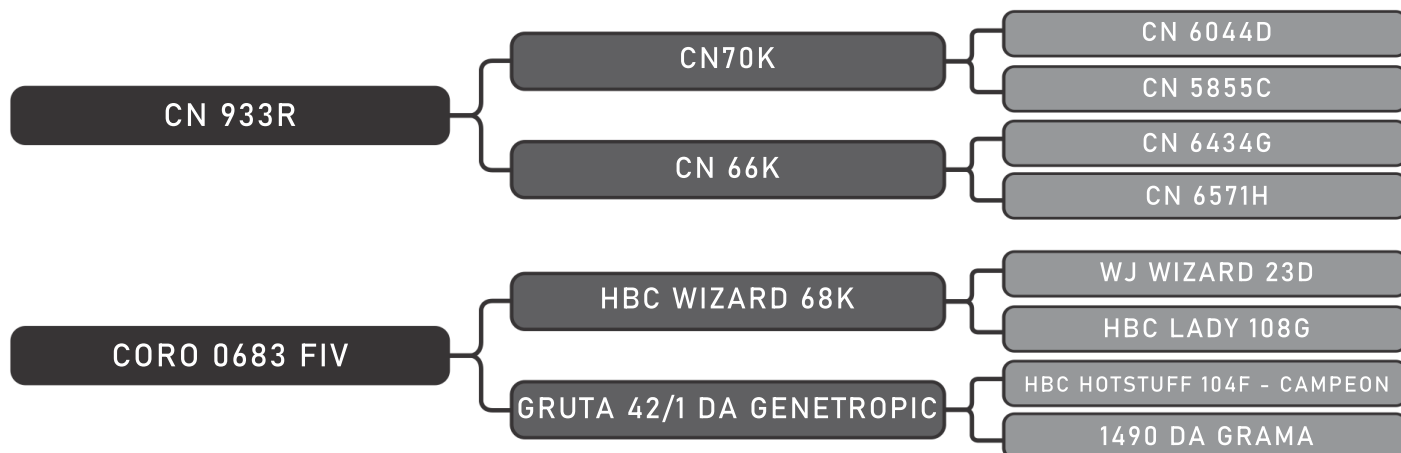 CN 6044D
CN70K
CN 5855C
CN 933R
CN 6434G
CN 66K
CN 6571H
WJ WIZARD 23D
HBC WIZARD 68K
HBC LADY 108G
CORO 0683 FIV
HBC HOTSTUFF 104F - CAMPEON
GRUTA 42/1 DA GENETROPIC
1490 DA GRAMA